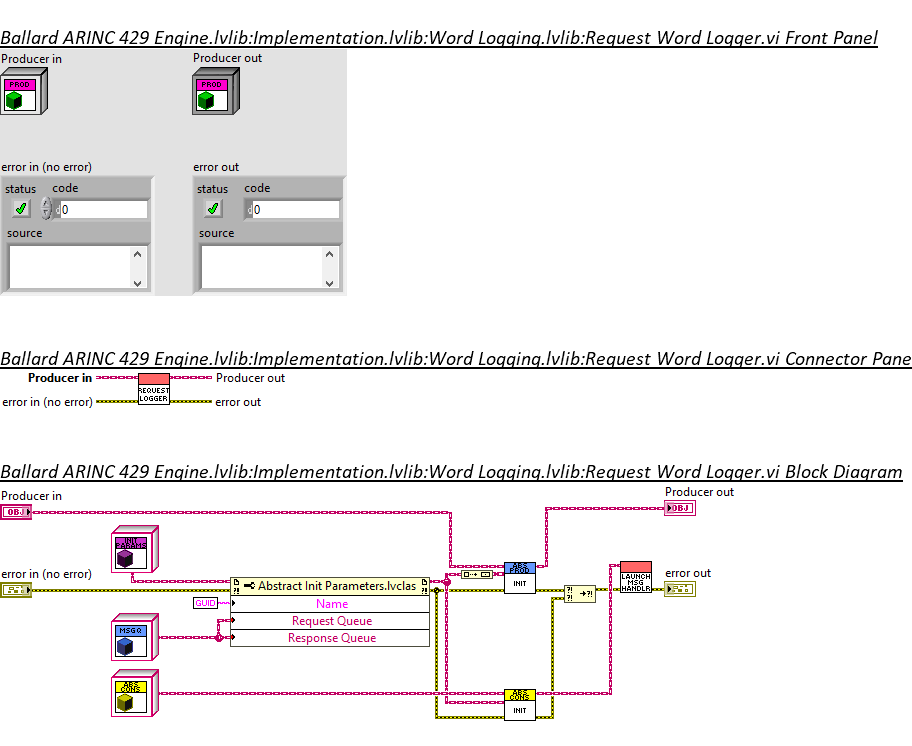 Ballard ARINC 429 Engine.lvlib:Implementation.lvlib:Word Logging.lvlib:Request Word Logger.vi Front Panel
Producer in
Producer out
PROD
PROD
error in (no error)
error out
status code
status code
d 0
d 0
source
source
Ballard ARINC 429 Engine.lvlib:Implementation.lvlib:Word Logging.lvlib:Request Word Logger.vi Connector Pane
Producer in
Producer out
REQUEST
LOGGER
error in (no error)
error out
Ballard ARINC 429 Engine.lvlib:Implementation.lvlib:Word Logging.lvlib:Request Word Logger.vi Block Diagram
Producer in
Producer out
OBJ
OBJ
INIT
PARAMS
error in (no error)
error out
Abstract Init Parameters.lvclas
GUID
Name
Request Queue
Response Queue
MSGQ
ABS
CONS
ABS
PROD
INIT
?!
?!
?!
?!
→?!
LAUNCH
MSG
HANDLR
ABS
CONS
INIT